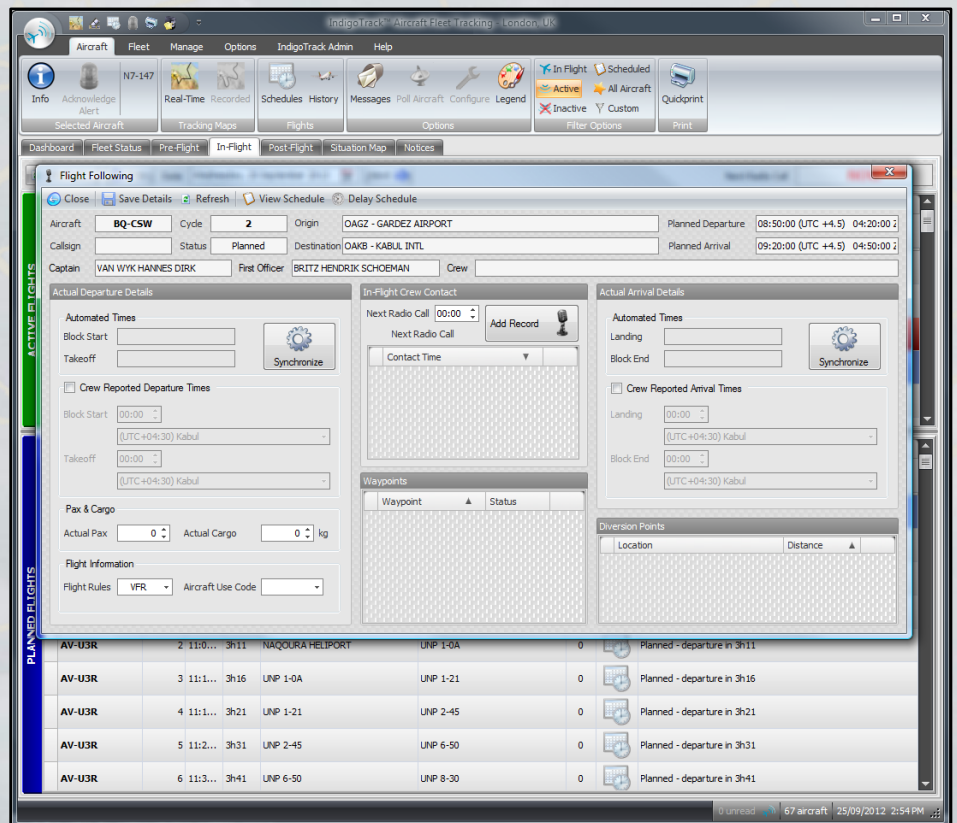 IndigoTrack™ Aircraft Fleet Tracking - London, UK
Aircraft Fleet Manage Options IndigoTrack Admin Help
Info
Acknowledge Alert
N7-147
Real-Time Recorded
Schedules History
Messages Poll Aircraft Configure Legend
In Flight Scheduled
Active All Aircraft
Inactive Custom
Quickprint
Selected Aircraft Tracking Maps Flights Options Filter Options Print
Dashboard Fleet Status Pre-Flight In-Flight Post-Flight Situation Map Notices
Flight Following
Close Save Details Refresh View Schedule Delay Schedule
Aircraft BQ-CSW Cycle 2 Origin OAGZ - GARDEZ AIRPORT Planned Departure 08:50:00 (UTC +4.5) 04:20:00 Z
Callsign Status Planned Destination OAKB - KABUL INTL Planned Arrival 09:20:00 (UTC +4.5) 04:50:00 Z
Captain VAN WYK HANNES DIRK First Officer BRITZ HENDRIK SCHOEMAN Crew
Actual Departure Details
Automated Times
Block Start
Takeoff
Synchronize
Crew Reported Departure Times
Block Start 00:00
(UTC+04:30) Kabul
Takeoff 00:00
(UTC+04:30) Kabul
Pax & Cargo
Actual Pax 0 Actual Cargo 0 kg
Flight Information
Flight Rules VFR Aircraft Use Code
In-Flight Crew Contact
Next Radio Call 00:00
Next Radio Call
Add Record
Contact Time
Waypoints
Waypoint Status
Actual Arrival Details
Automated Times
Landing
Block End
Synchronize
Crew Reported Arrival Times
Landing 00:00
(UTC+04:30) Kabul
Block End 00:00
(UTC+04:30) Kabul
Diversion Points
Location Distance
ACTIVE FLIGHTS
PLANNED FLIGHTS
AV-U3R 2 11:0... 3h11 NAQOURA HELIPORT UNP 1-0A 0 Planned - departure in 3h11
AV-U3R 3 11:1... 3h16 UNP 1-0A UNP 1-21 0 Planned - departure in 3h16
AV-U3R 4 11:1... 3h21 UNP 1-21 UNP 2-45 0 Planned - departure in 3h21
AV-U3R 5 11:2... 3h31 UNP 2-45 UNP 6-50 0 Planned - departure in 3h31
AV-U3R 6 11:3... 3h41 UNP 6-50 UNP 8-30 0 Planned - departure in 3h41
0 unread 67 aircraft 25/09/2012 2:54 PM